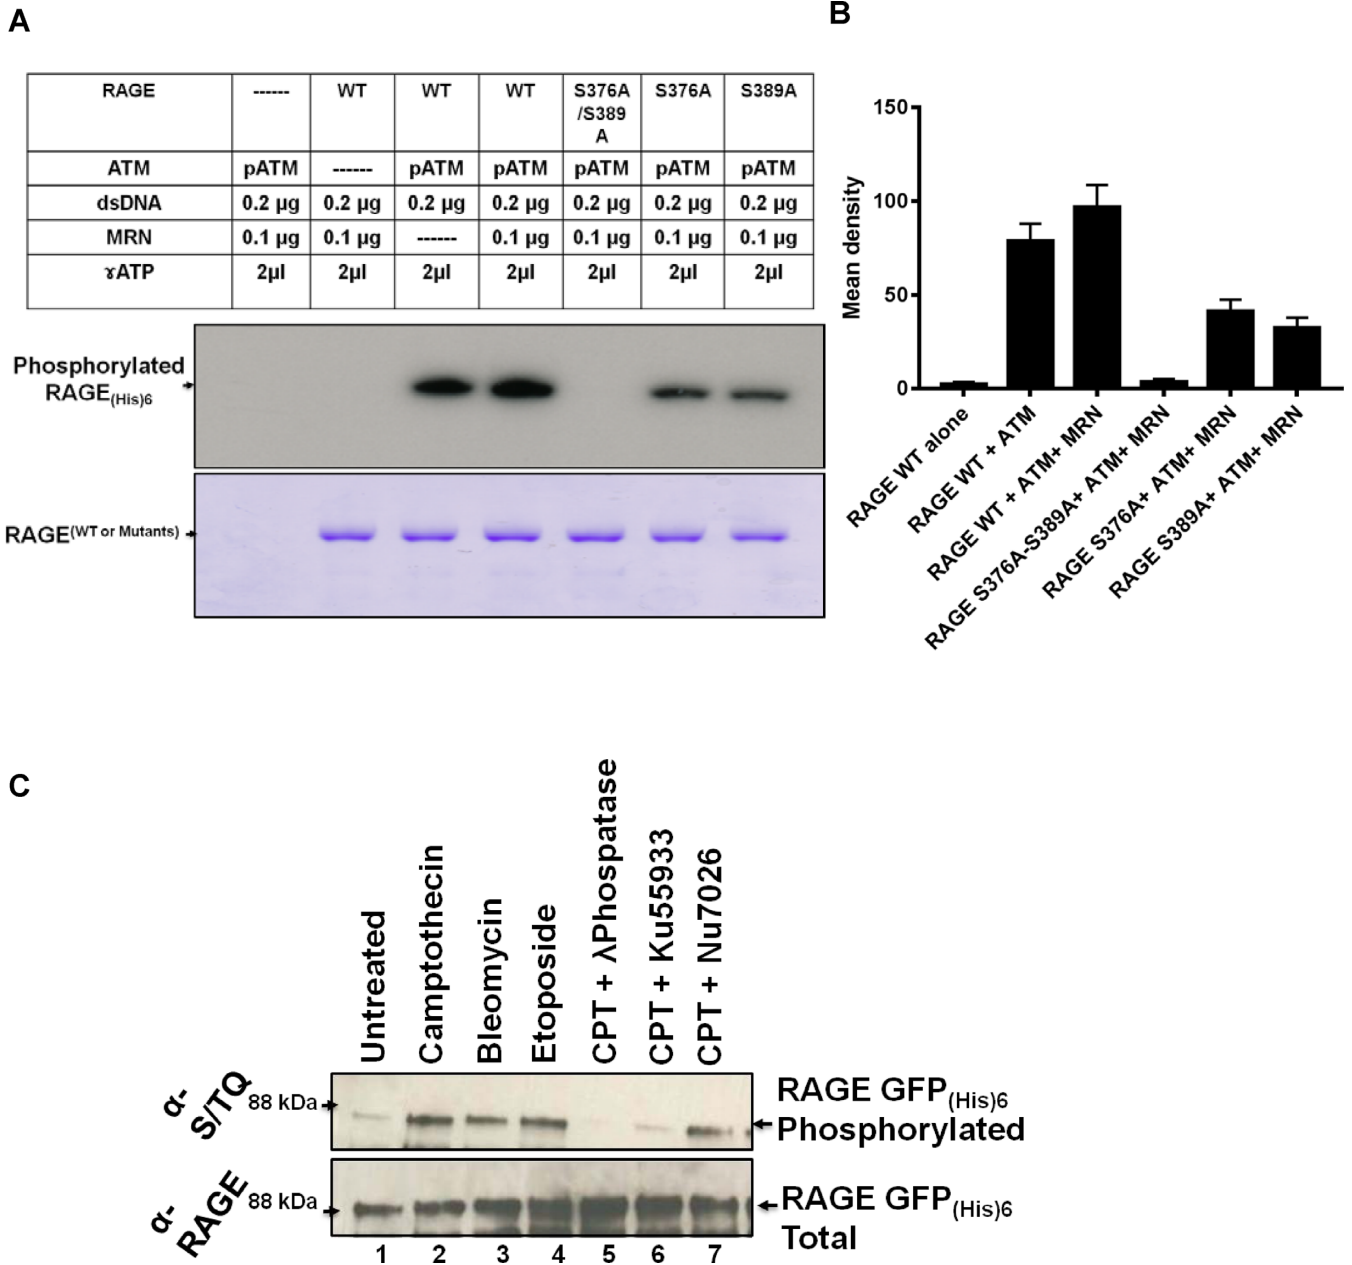 A
B
RAGE ------ WT WT WT S376A S376A S389A
/S389
A
ATM pATM ------ pATM pATM pATM pATM pATM
dsDNA 0.2 µg 0.2 µg 0.2 µg 0.2 µg 0.2 µg 0.2 µg 0.2 µg
MRN 0.1 µg 0.1 µg ------ 0.1 µg 0.1 µg 0.1 µg 0.1 µg
ɤATP 2µl 2µl 2µl 2µl 2µl 2µl 2µl
Phosphorylated
RAGE(His)6
RAGE(WT or Mutants)
150
100
50
0
Mean density
RAGE WT alone
RAGE WT + ATM
RAGE WT + ATM+ MRN
RAGE S376A-S389A+ ATM+ MRN
RAGE S376A+ ATM+ MRN
RAGE S389A+ ATM+ MRN
C
Untreated
Camptothecin
Bleomycin
Etoposide
CPT + λPhospatase
CPT + Ku55933
CPT + Nu7026
α-
S/TQ
88 kDa
RAGE GFP(His)6
Phosphorylated
α-
RAGE
88 kDa
RAGE GFP(His)6
Total
1 2 3 4 5 6 7